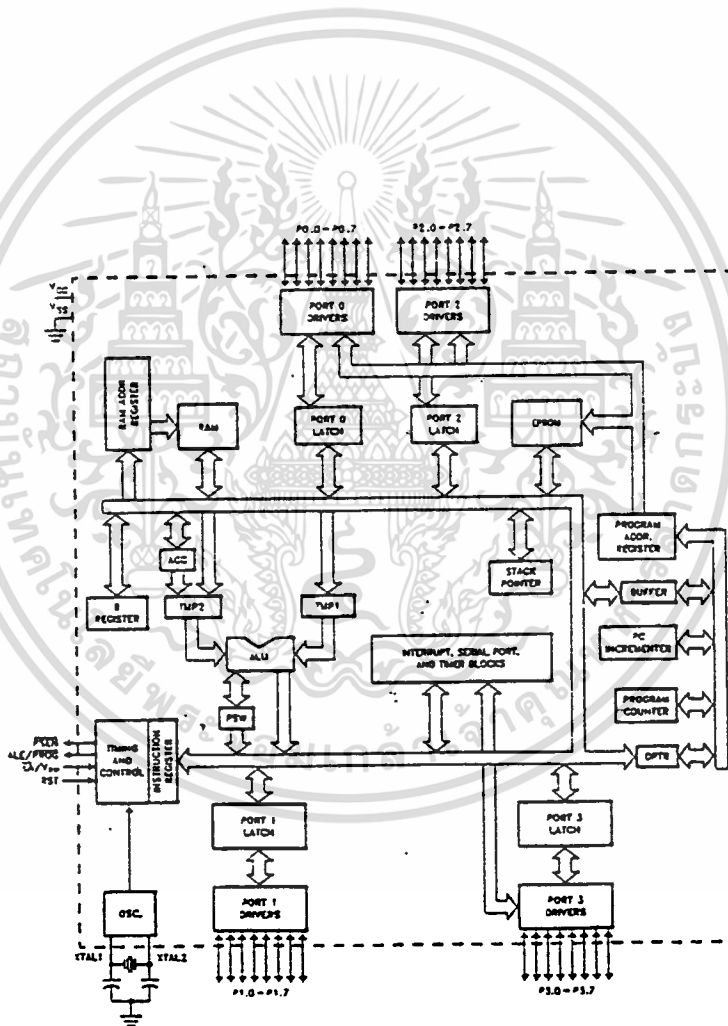 P0.0 - P0.7
P2.0 - P2.7
PORT 0
DRIVERS
PORT 2
DRIVERS
RAM ADDR
REGISTER
RAM
PORT 0
LATCH
PORT 2
LATCH
EPROM
PROGRAM
ADDR.
REGISTER
ACC
STACK
POINTER
B
REGISTER
TMP2
TMP1
BUFFER
ALU
INTERRUPT, SERIAL PORT,
AND TIMER BLOCKS
PC
INCREMENTER
PSW
PROGRAM
COUNTER
PSEN
ALE/PROG
EA/VPP
RST
TIMING
AND
CONTROL
INSTRUCTION
REGISTER
DPTR
PORT 1
LATCH
PORT 3
LATCH
OSC.
PORT 1
DRIVERS
PORT 3
DRIVERS
XTAL1
XTAL2
P1.0 - P1.7
P3.0 - P3.7